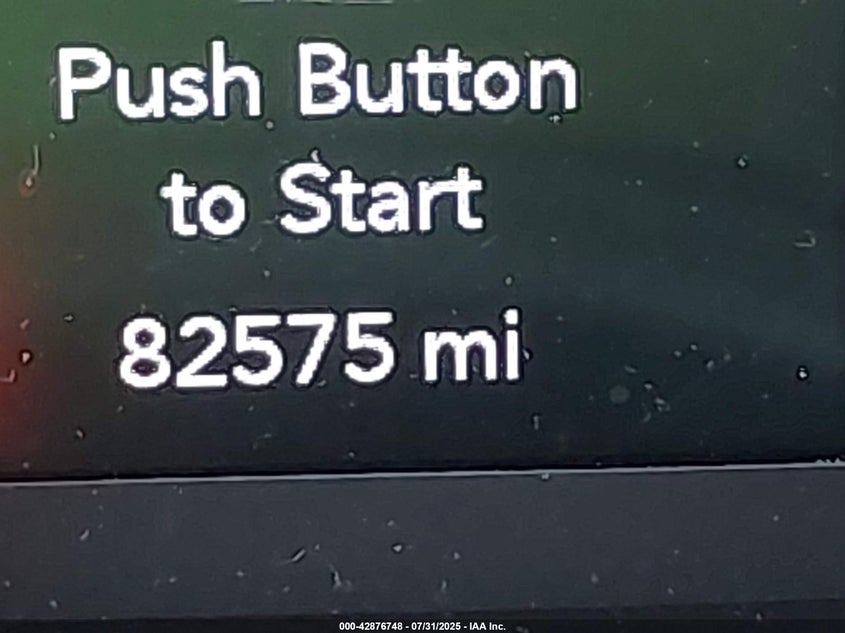 Push Button
to Start
82575 mi
000-42876748 - 07/31/2025 - IAA Inc.